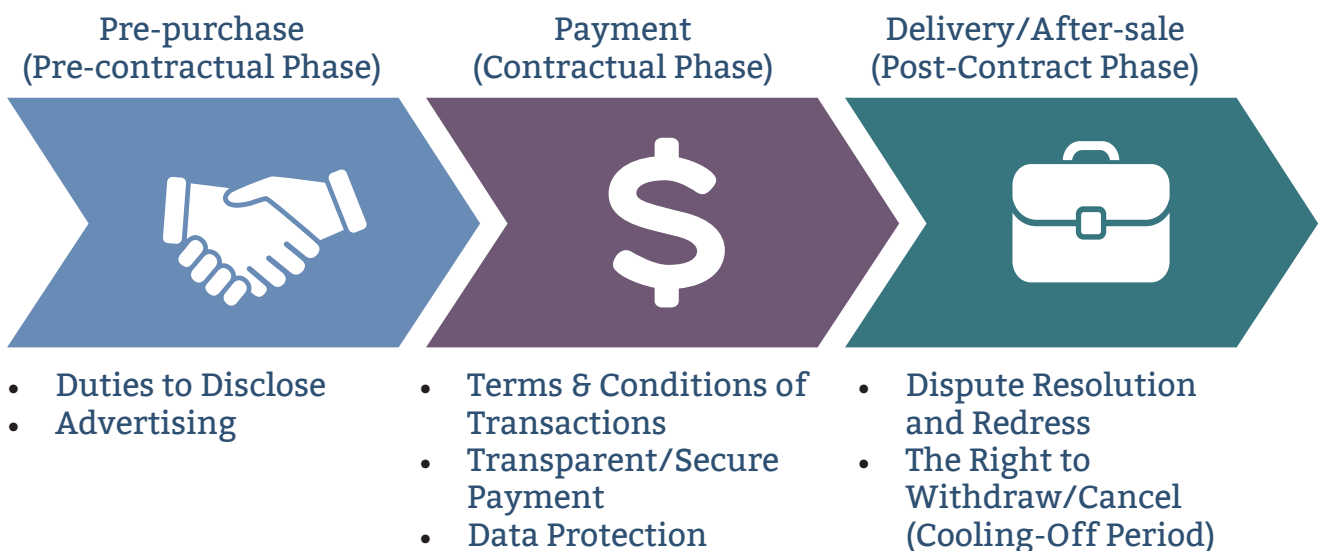 Pre-purchase
(Pre-contractual Phase)
Payment
(Contractual Phase)
Delivery/After-sale
(Post-Contract Phase)
$
• Duties to Disclose
• Advertising
• Terms & Conditions of
Transactions
• Transparent/Secure
Payment
• Data Protection
• Dispute Resolution
and Redress
• The Right to
Withdraw/Cancel
(Cooling-Off Period)